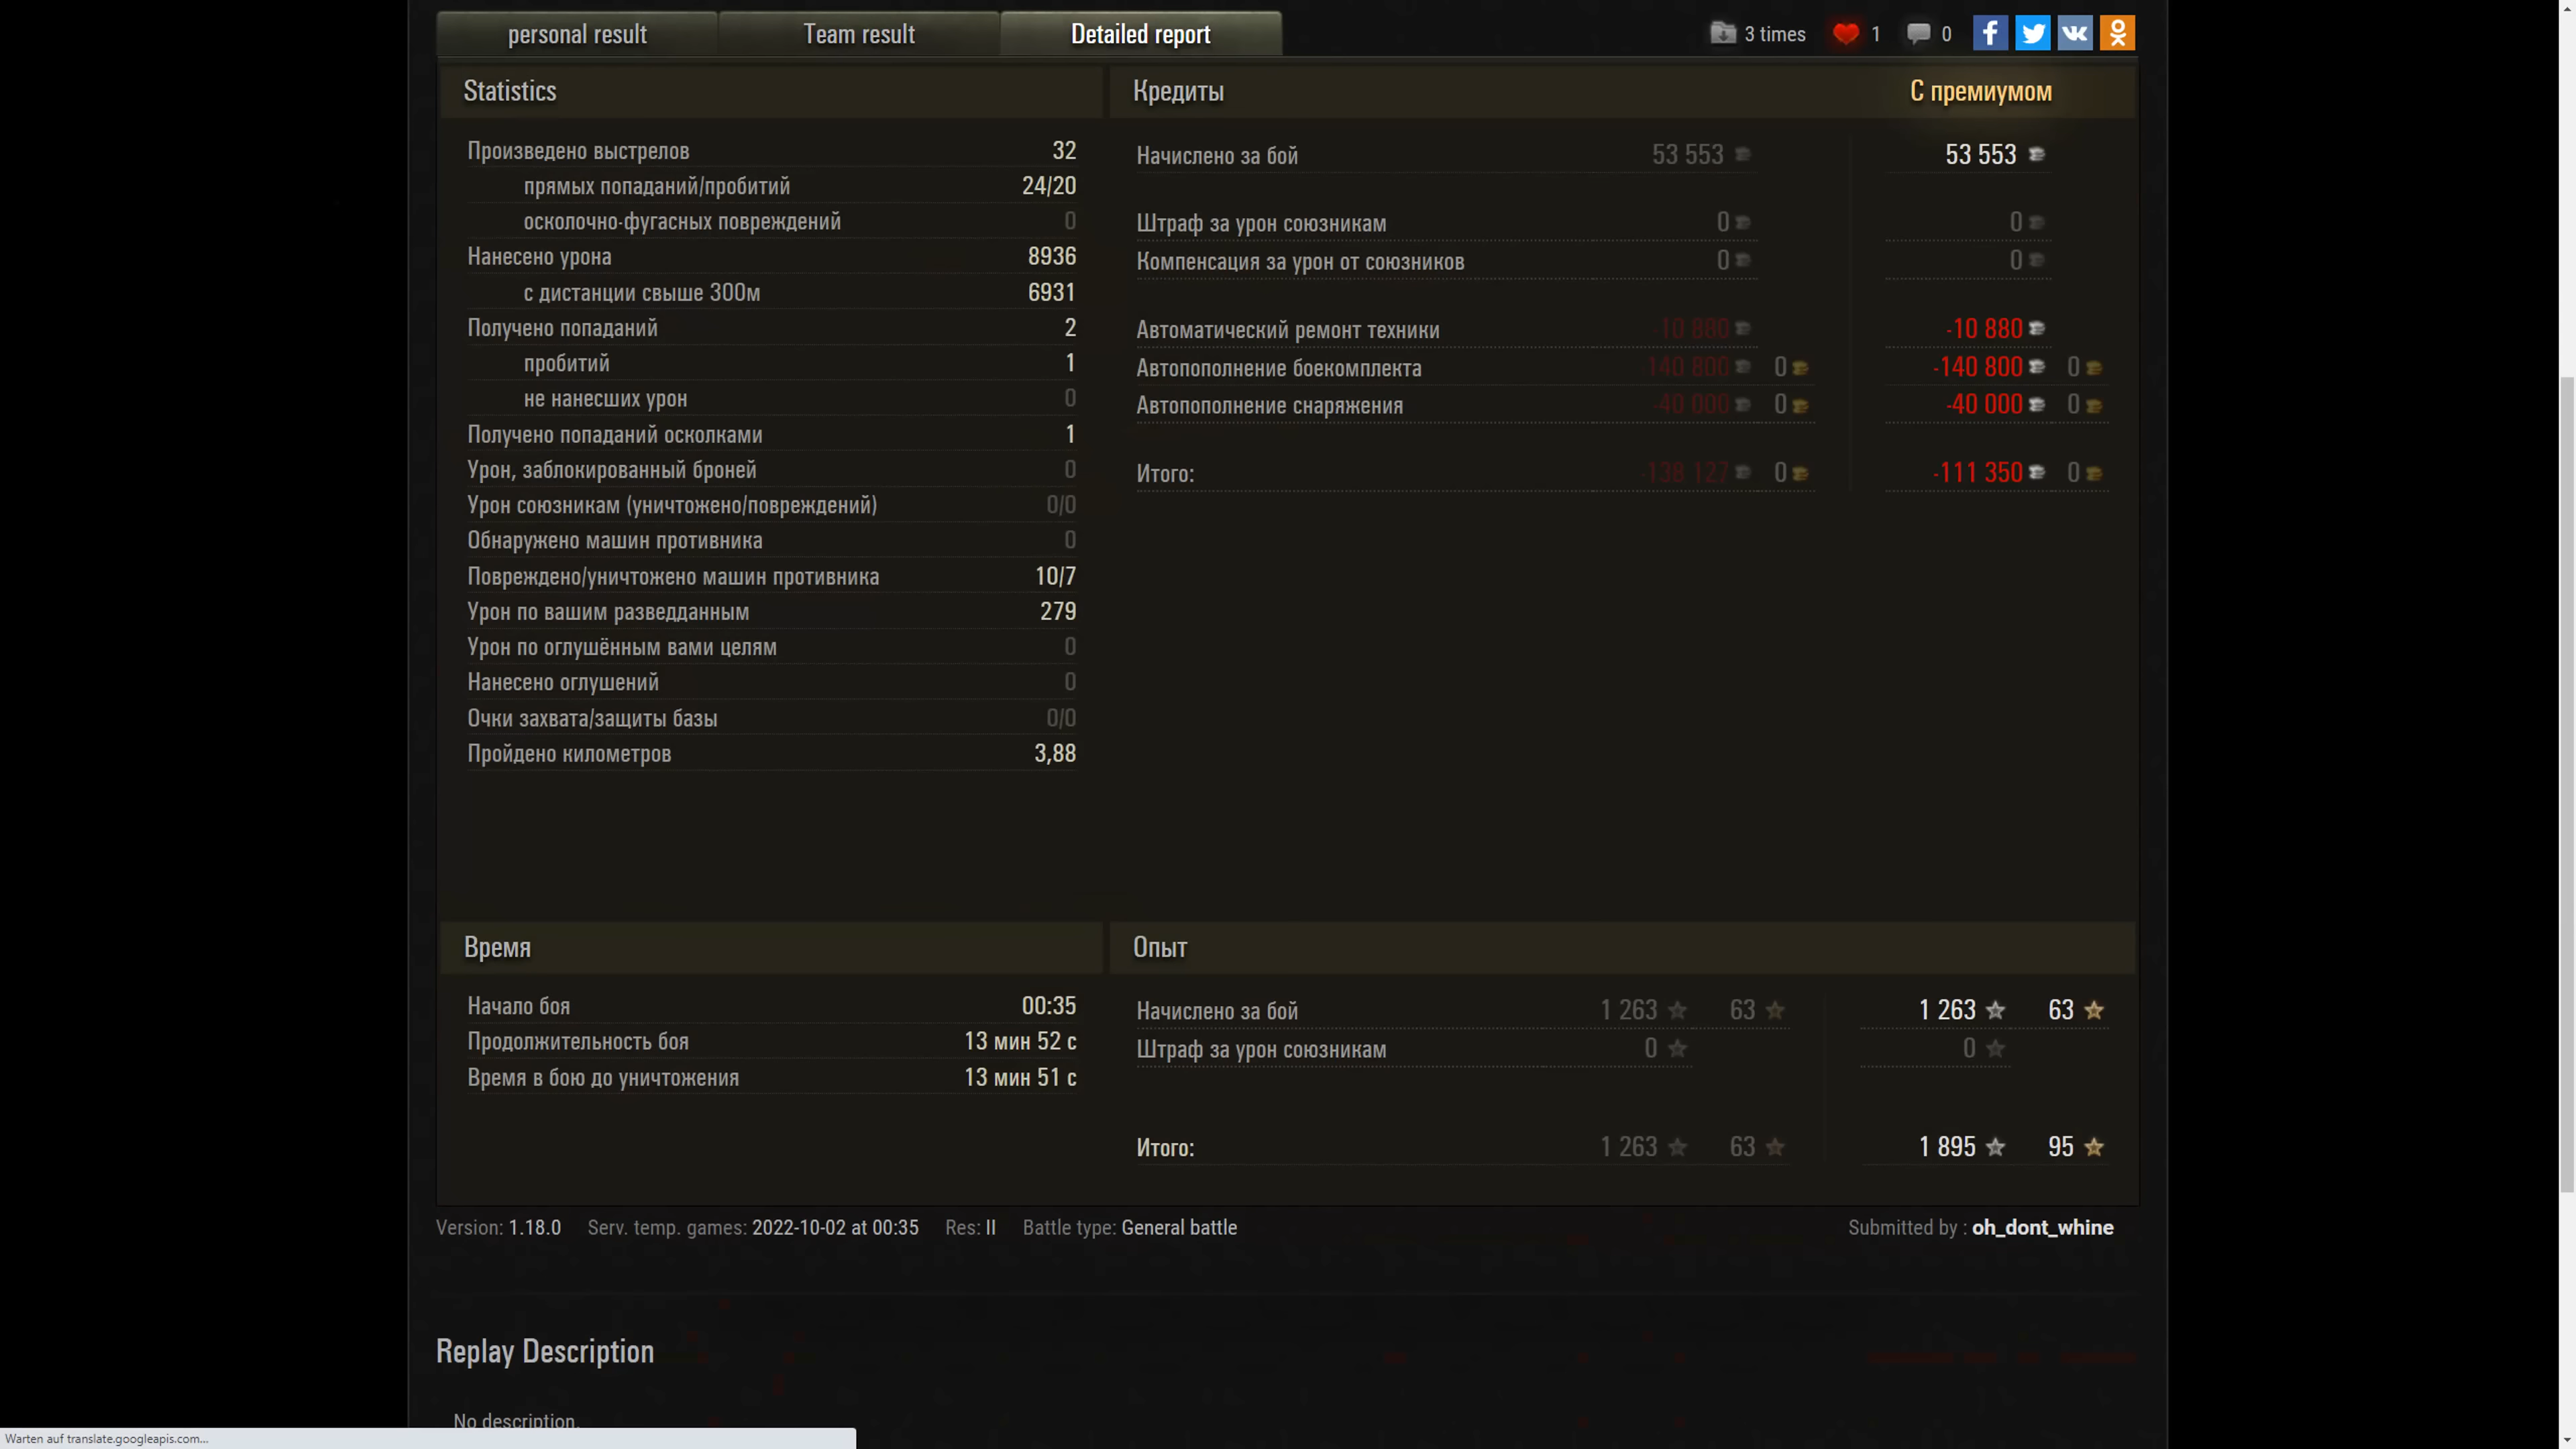 personal result Team result Detailed report 3 times 1 0
Statistics
Произведено выстрелов 32
прямых попаданий/пробитий 24/20
осколочно-фугасных повреждений 0
Нанесено урона 8936
с дистанции свыше 300м 6931
Получено попаданий 2
пробитий 1
не нанесших урон 0
Получено попаданий осколками 1
Урон, заблокированный броней 0
Урон союзникам (уничтожено/повреждений) 0/0
Обнаружено машин противника 0
Повреждено/уничтожено машин противника 10/7
Урон по вашим разведданным 279
Урон по оглушённым вами целям 0
Нанесено оглушений 0
Очки захвата/защиты базы 0/0
Пройдено километров 3,88
Кредиты С премиумом
Начислено за бой 53 553 53 553
Штраф за урон союзникам 0 0
Компенсация за урон от союзников 0 0
Автоматический ремонт техники -10 880 -10 880
Автопополнение боекомплекта -140 800 0 -140 800 0
Автопополнение снаряжения -40 000 0 -40 000 0
Итого: -138 127 0 -111 350 0
Время
Начало боя 00:35
Продолжительность боя 13 мин 52 с
Время в бою до уничтожения 13 мин 51 с
Опыт
Начислено за бой 1 263 63 1 263 63
Штраф за урон союзникам 0 0
Итого: 1 263 63 1 895 95
Version: 1.18.0 Serv. temp. games: 2022-10-02 at 00:35 Res: II Battle type: General battle Submitted by : oh_dont_whine
Replay Description
No description.
Warten auf translate.googleapis.com...